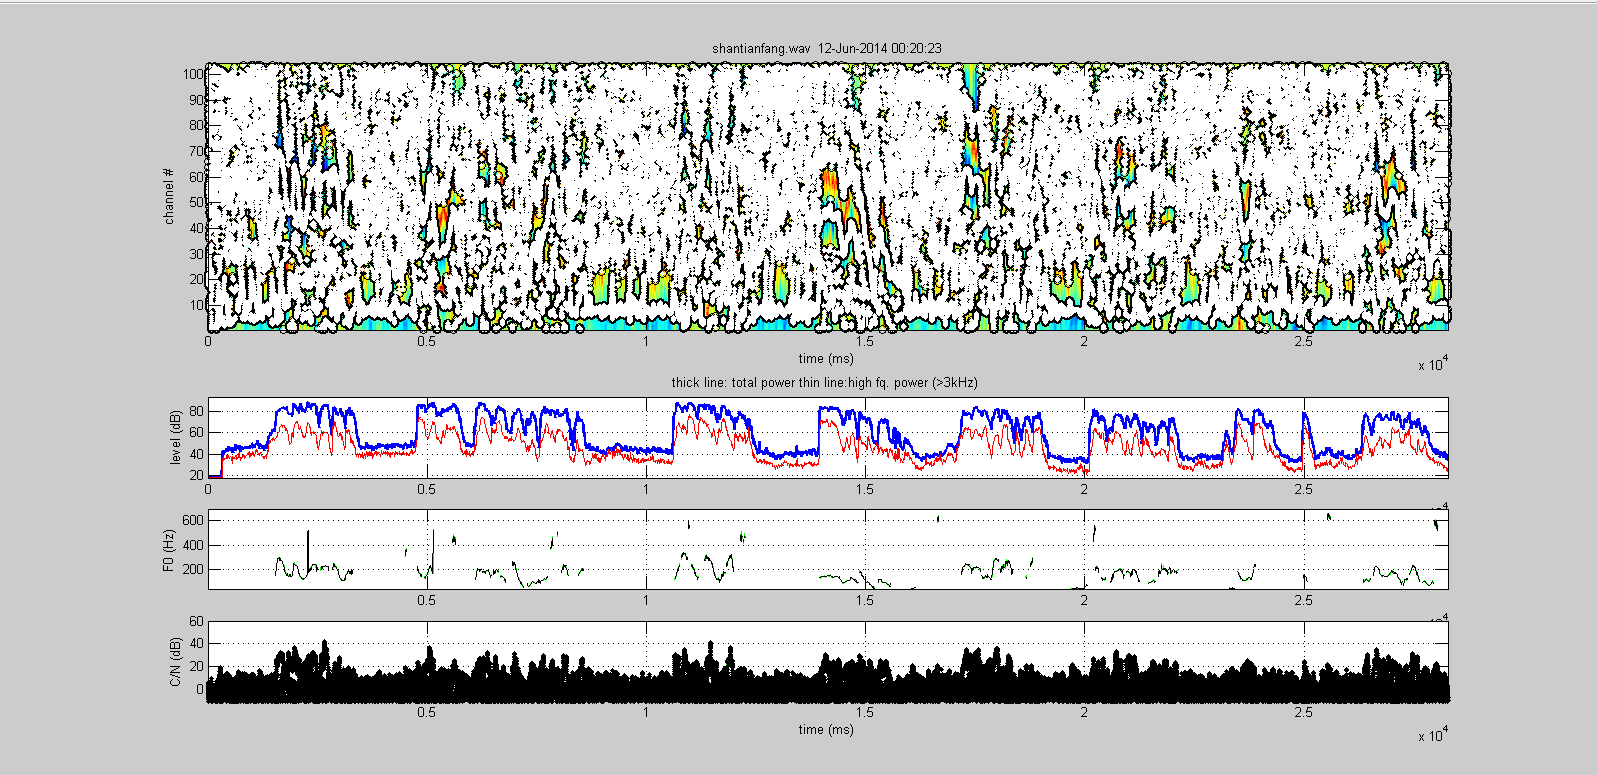 shantianfang.wav 12-Jun-2014 00:20:23
channel #
100
90
80
70
60
50
40
30
20
10
0 0.5 1 1.5 2 2.5
time (ms)
x 10^4
thick line: total power thin line:high fq. power (>3kHz)
level (dB)
80
60
40
20
0 0.5 1 1.5 2 2.5
F0 (Hz)
600
400
200
0.5 1 1.5 2 2.5
C/N (dB)
60
40
20
0
0.5 1 1.5 2 2.5
time (ms)
x 10^4